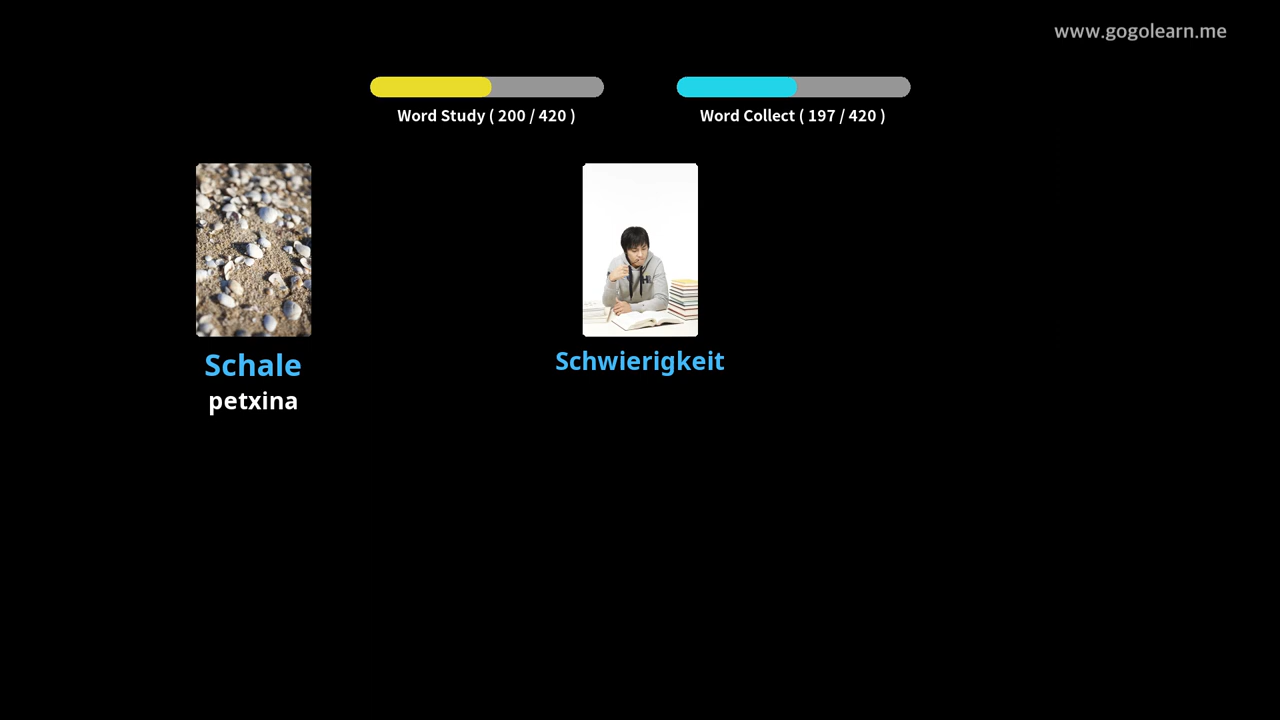 www.gogolearn.me
Word Study ( 200 / 420 )
Word Collect ( 197 / 420 )
Schale
petxina
Schwierigkeit